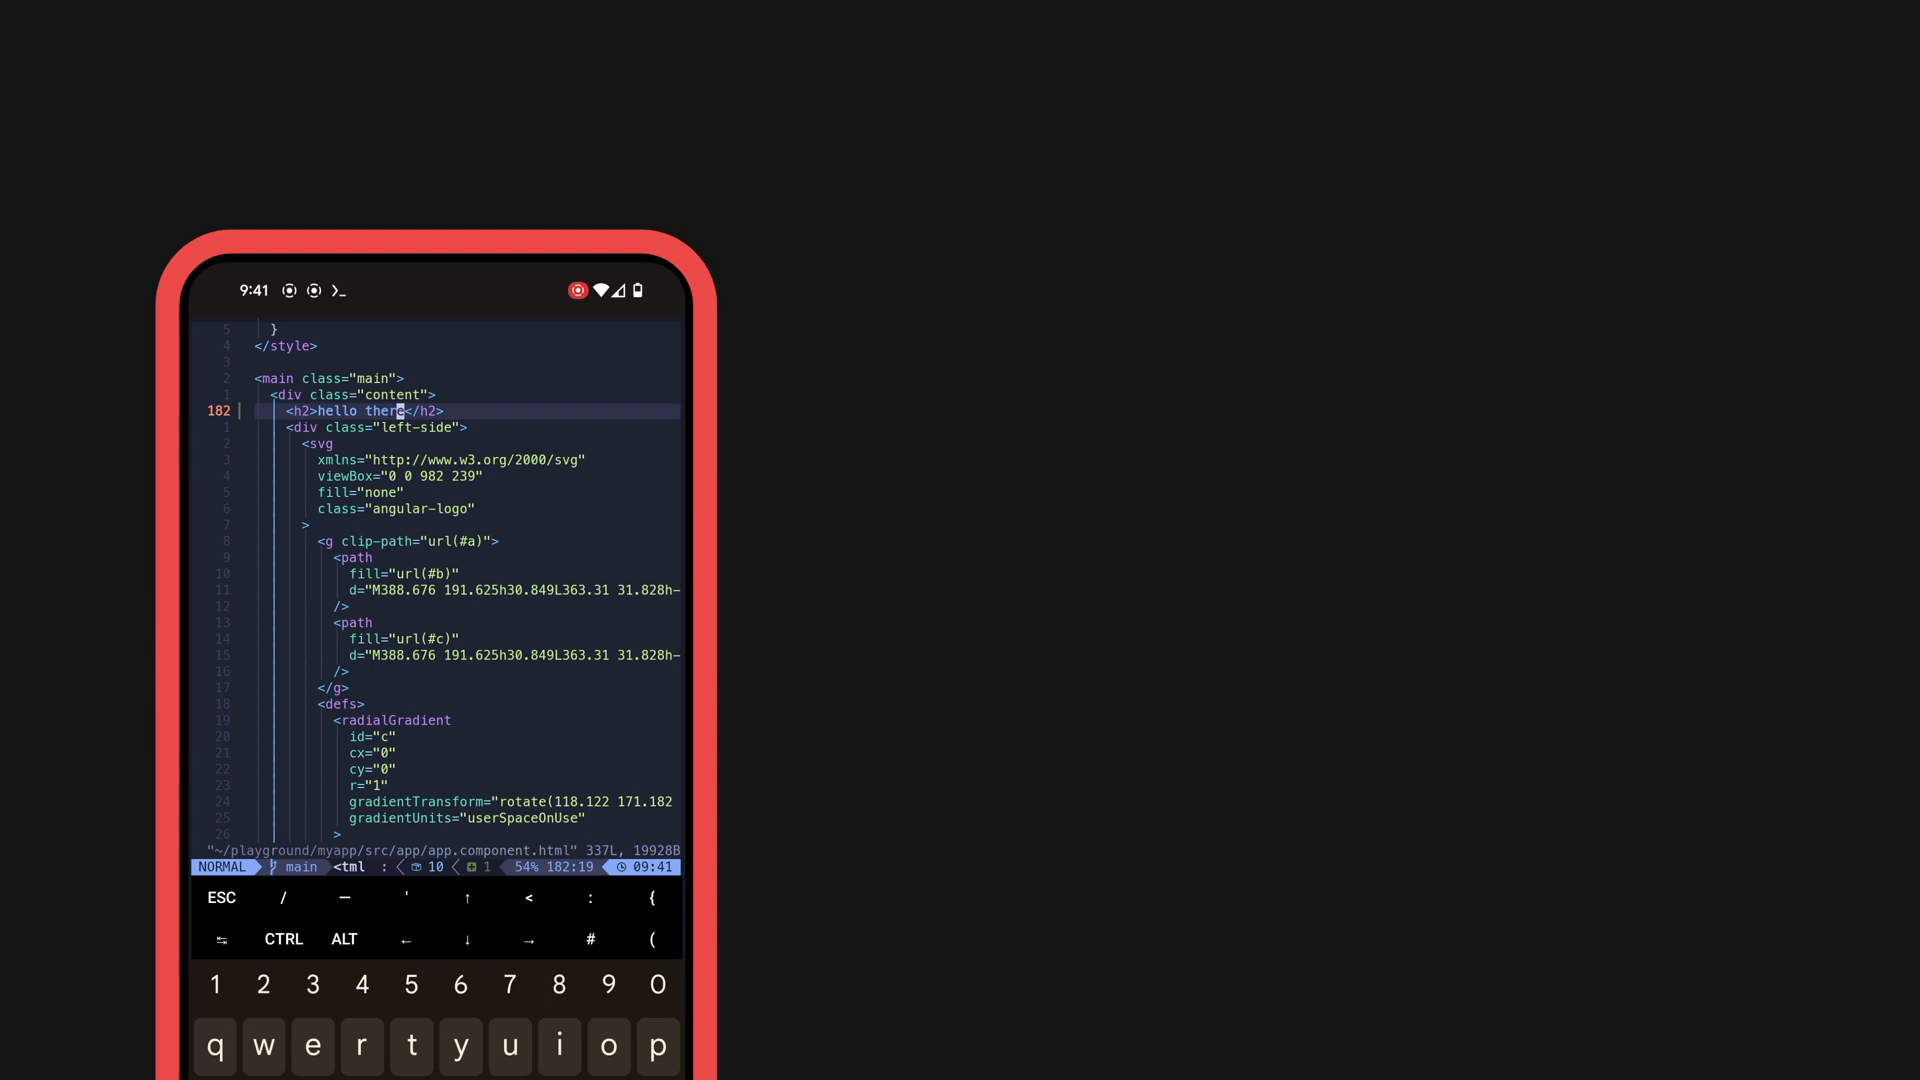 9:41
5 }
4 </style>
3
2 <main class="main">
1 <div class="content">
182 <h2>hello there</h2>
1 <div class="left-side">
2 <svg
3 xmlns="http://www.w3.org/2000/svg"
4 viewBox="0 0 982 239"
5 fill="none"
6 class="angular-logo"
7 >
8 <g clip-path="url(#a)">
9 <path
10 fill="url(#b)"
11 d="M388.676 191.625h30.849L363.31 31.828h-
12 />
13 <path
14 fill="url(#c)"
15 d="M388.676 191.625h30.849L363.31 31.828h-
16 />
17 </g>
18 <defs>
19 <radialGradient
20 id="c"
21 cx="0"
22 cy="0"
23 r="1"
24 gradientTransform="rotate(118.122 171.182
25 gradientUnits="userSpaceOnUse"
26 >
"~/playground/myapp/src/app/app.component.html" 337L, 19928B
NORMAL main <tml : 10 1 54% 182:19 09:41
ESC / — ' ↑ < : {
↹ CTRL ALT ← ↓ → # (
1 2 3 4 5 6 7 8 9 0
q w e r t y u i o p